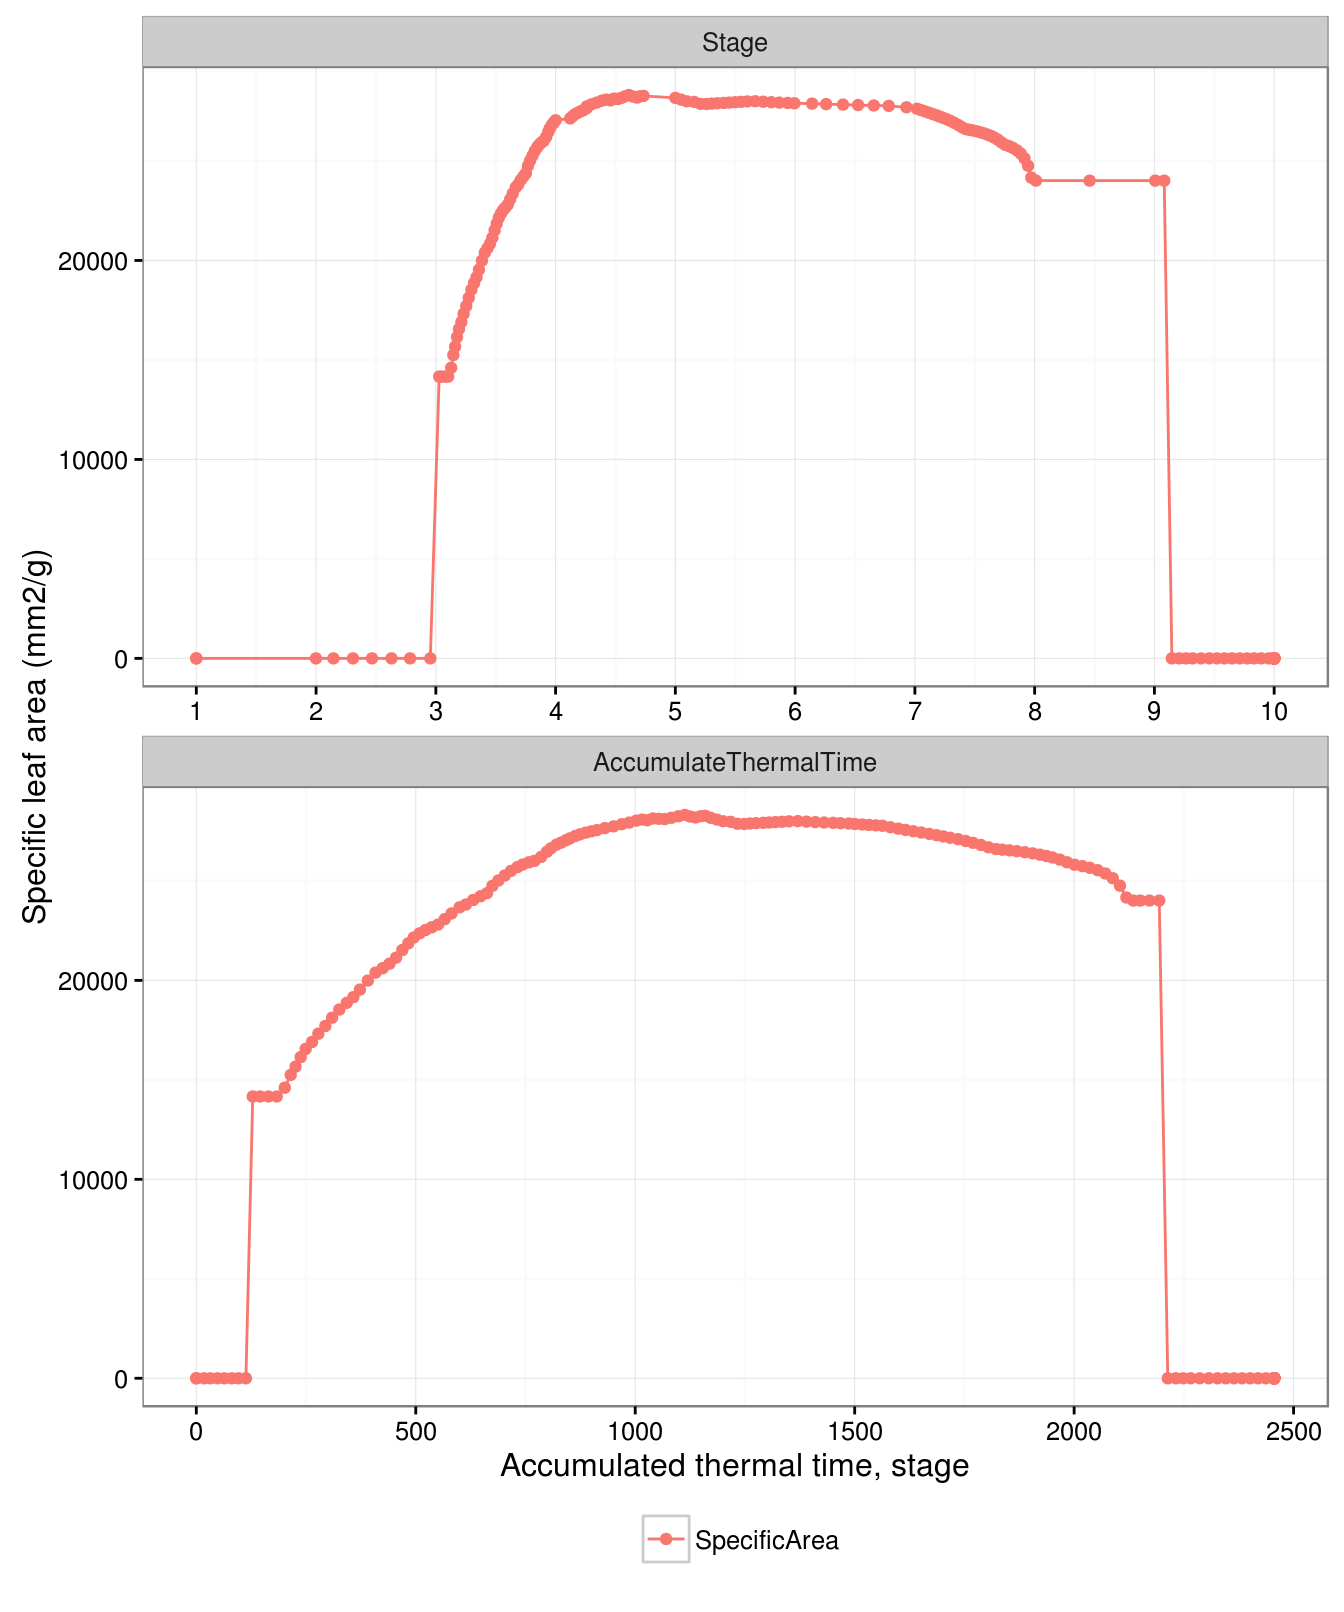 Stage
20000
10000
0
1 2 3 4 5 6 7 8 9 10
Specific leaf area (mm2/g)
AccumulateThermalTime
20000
10000
0
0 500 1000 1500 2000 2500
Accumulated thermal time, stage
SpecificArea